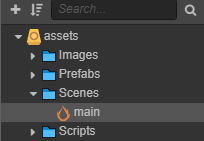 Search...
assets
Images
Prefabs
Scenes
main
Scripts